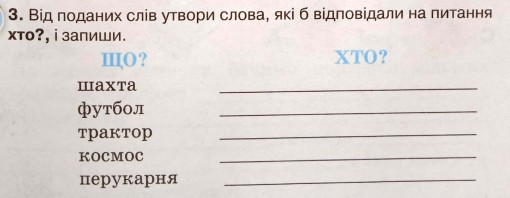 3. Від поданих слів утвори слова, які б відповідали на питання
хто?, і запиши.
ЩО? ХТО?
шахта
футбол
трактор
космос
перукарня